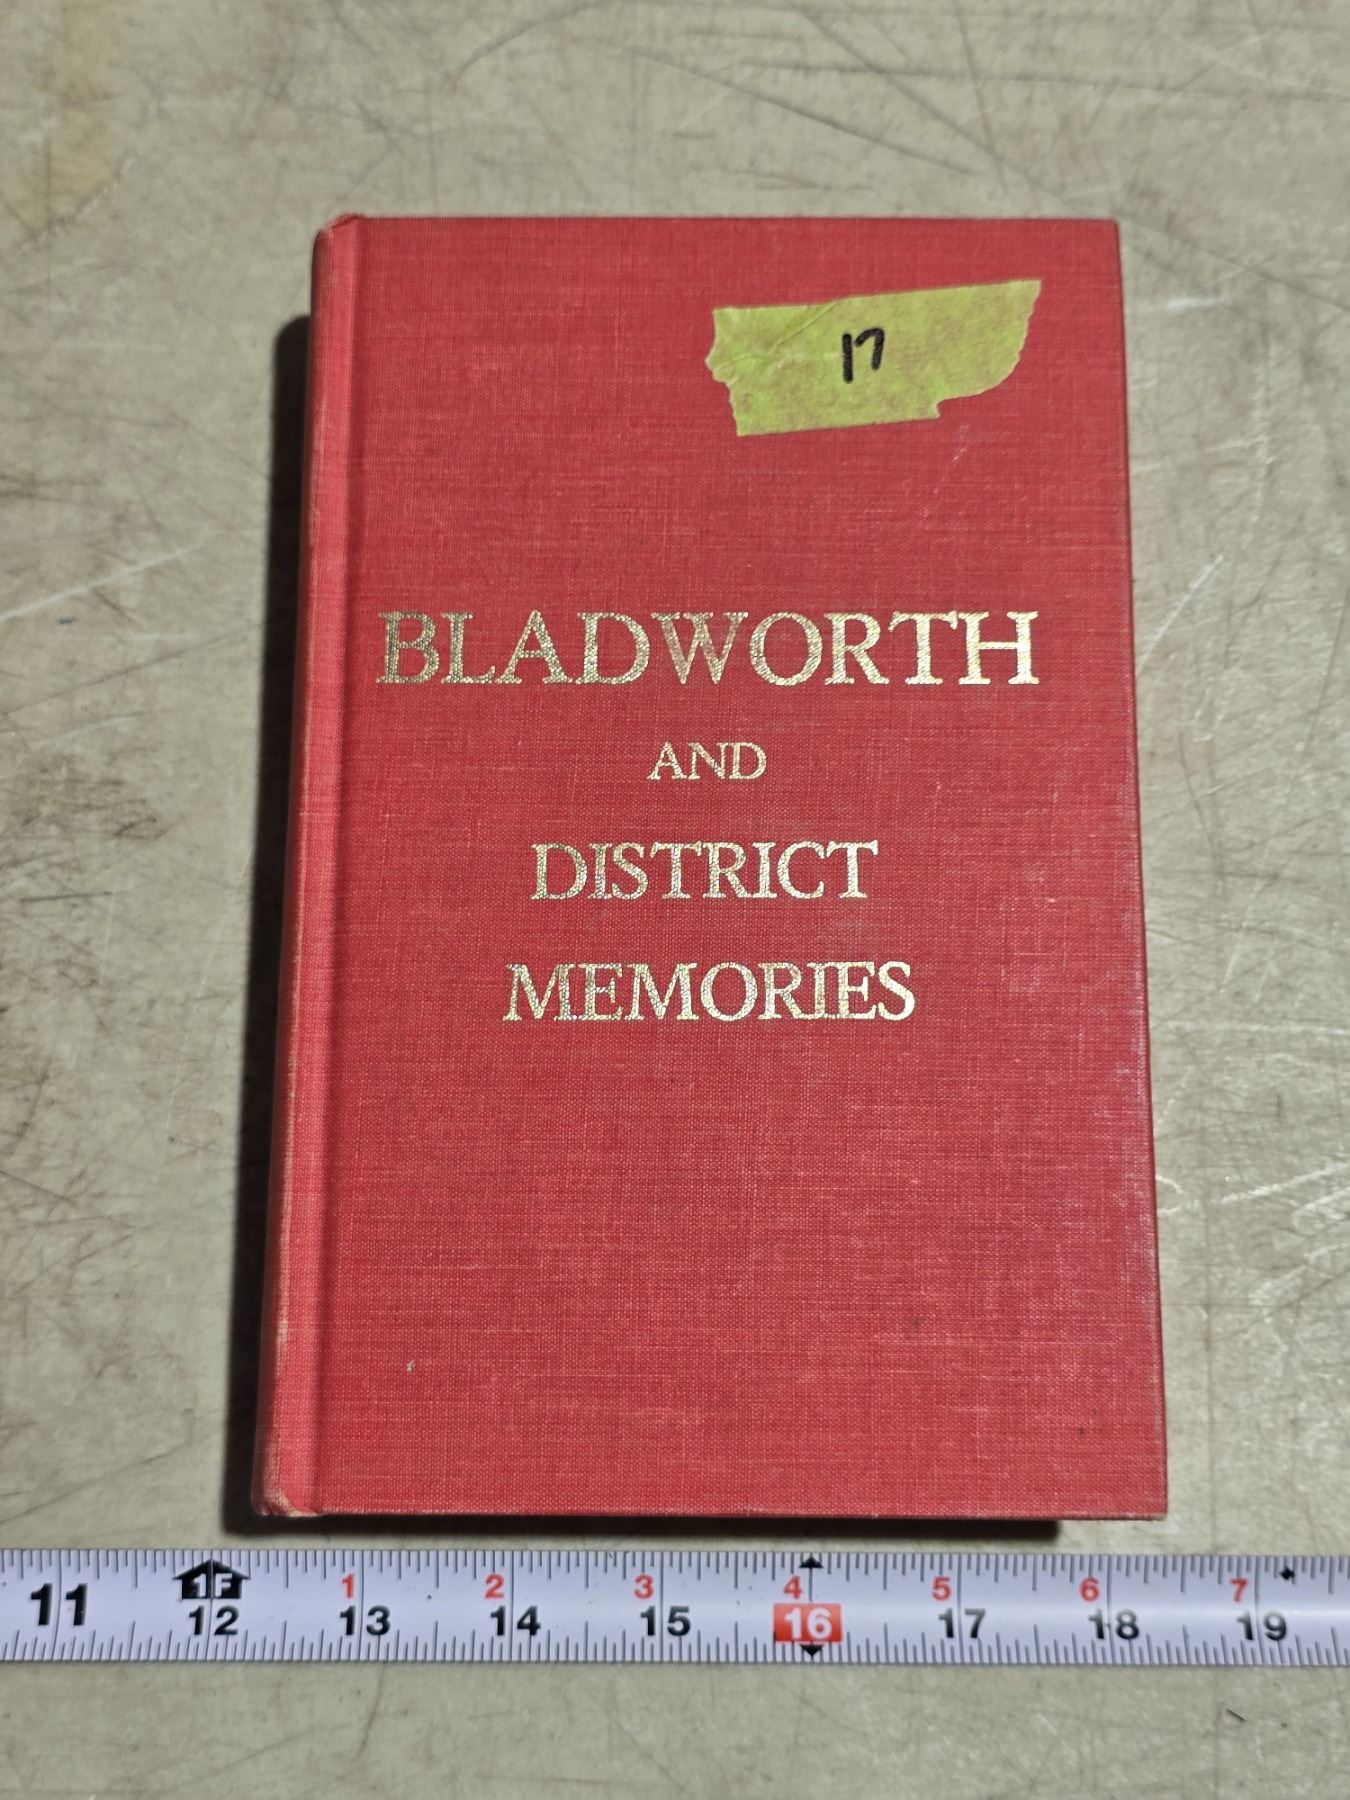 17
BLADWORTH
AND
DISTRICT
MEMORIES
1 2 3 4 5 6 7
11 1F 12 13 14 15 16 17 18 19